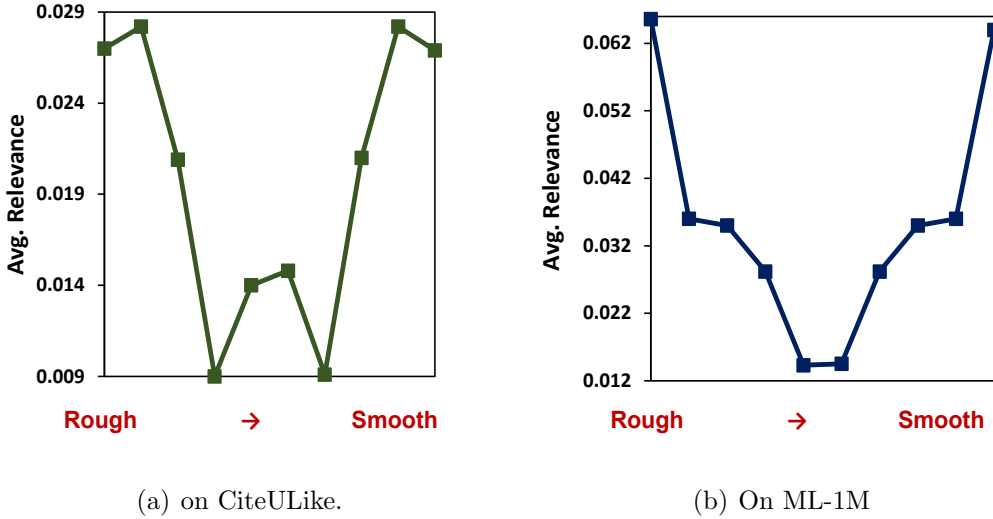 0.029
0.024
0.019
0.014
0.009
Avg. Relevance
Rough → Smooth
(a) on CiteULike.
0.062
0.052
0.042
0.032
0.022
0.012
Avg. Relevance
Rough → Smooth
(b) On ML-1M